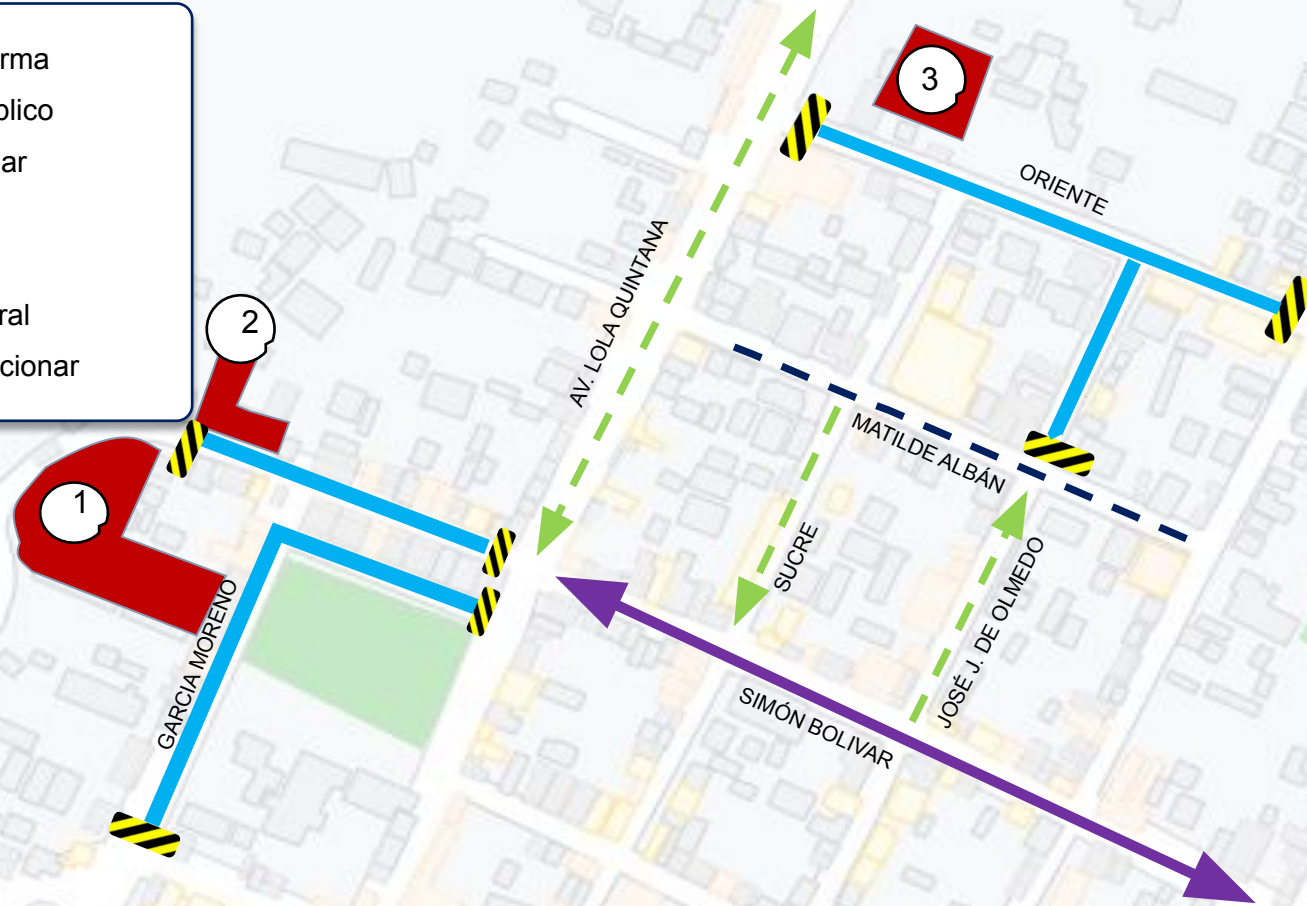 rma
blico
ar
ral
cionar
3
ORIENTE
AV. LOLA QUINTANA
2
MATILDE ALBÁN
1
SUCRE
JOSÉ J. DE OLMEDO
GARCIA MORENO
SIMÓN BOLIVAR